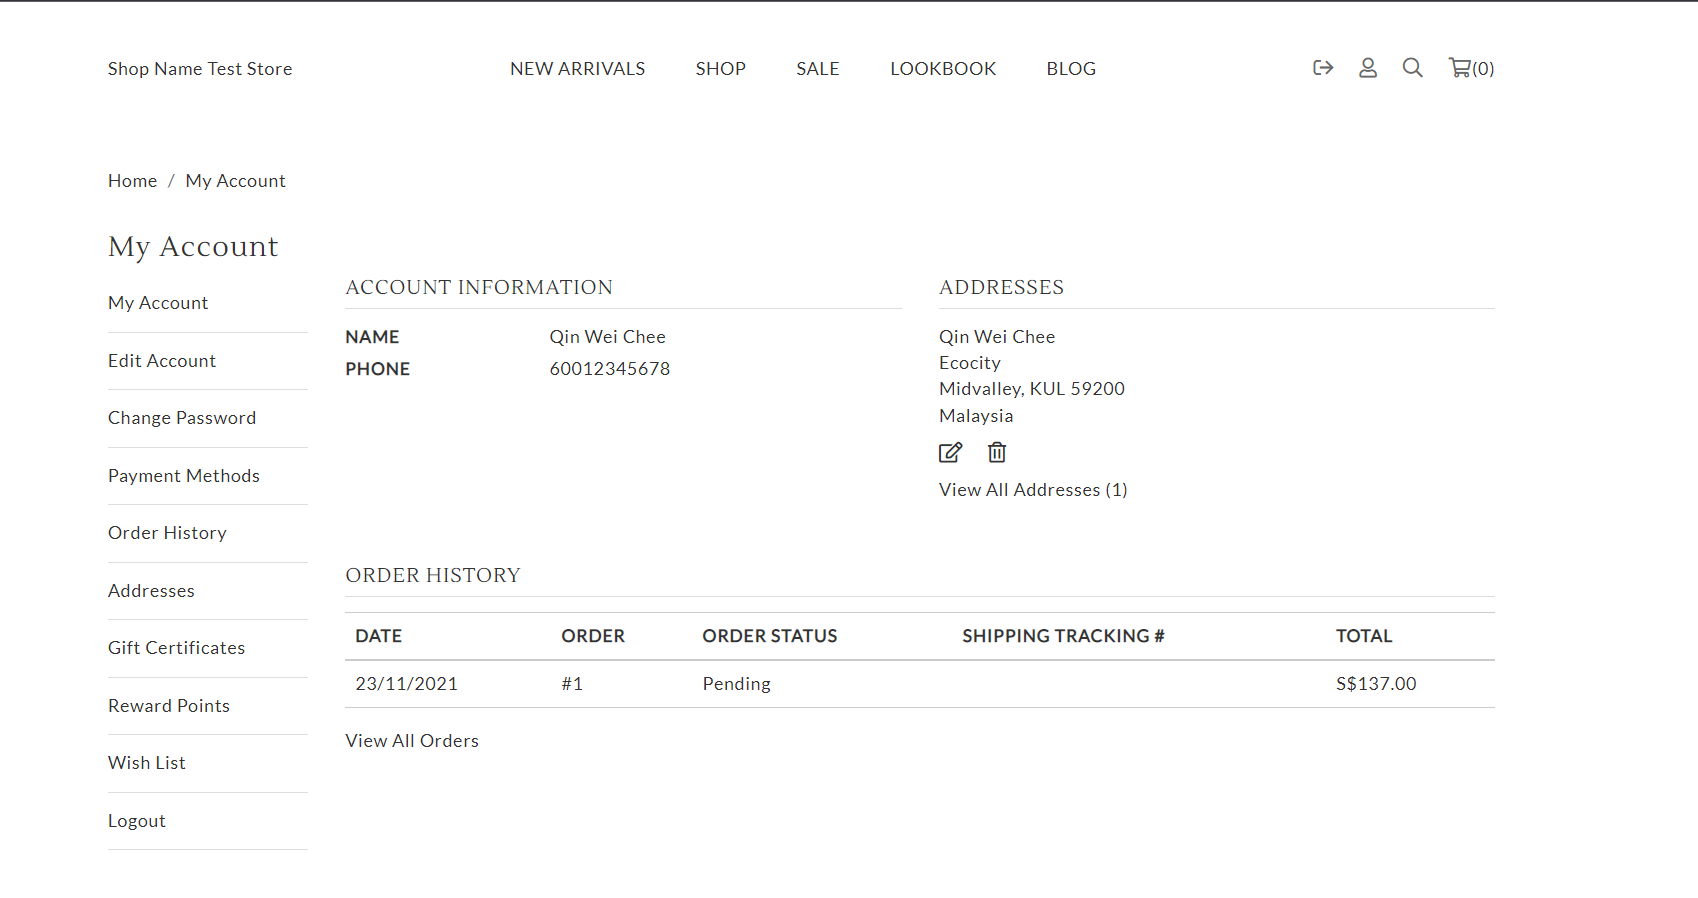 Shop Name Test Store
NEW ARRIVALS SHOP SALE LOOKBOOK BLOG
(0)
Home / My Account
My Account
My Account
Edit Account
Change Password
Payment Methods
Order History
Addresses
Gift Certificates
Reward Points
Wish List
Logout
ACCOUNT INFORMATION
NAME Qin Wei Chee
PHONE 60012345678
ADDRESSES
Qin Wei Chee
Ecocity
Midvalley, KUL 59200
Malaysia
View All Addresses (1)
ORDER HISTORY
DATE ORDER ORDER STATUS SHIPPING TRACKING # TOTAL
23/11/2021 #1 Pending S$137.00
View All Orders